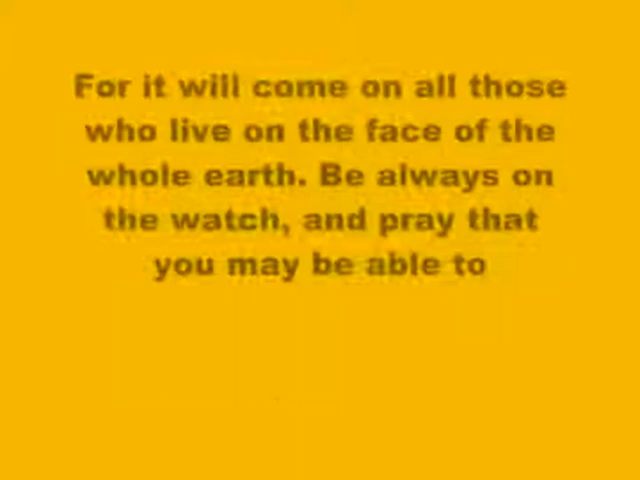 For it will come on all those
who live on the face of the
whole earth. Be always on
the watch, and pray that
you may be able to